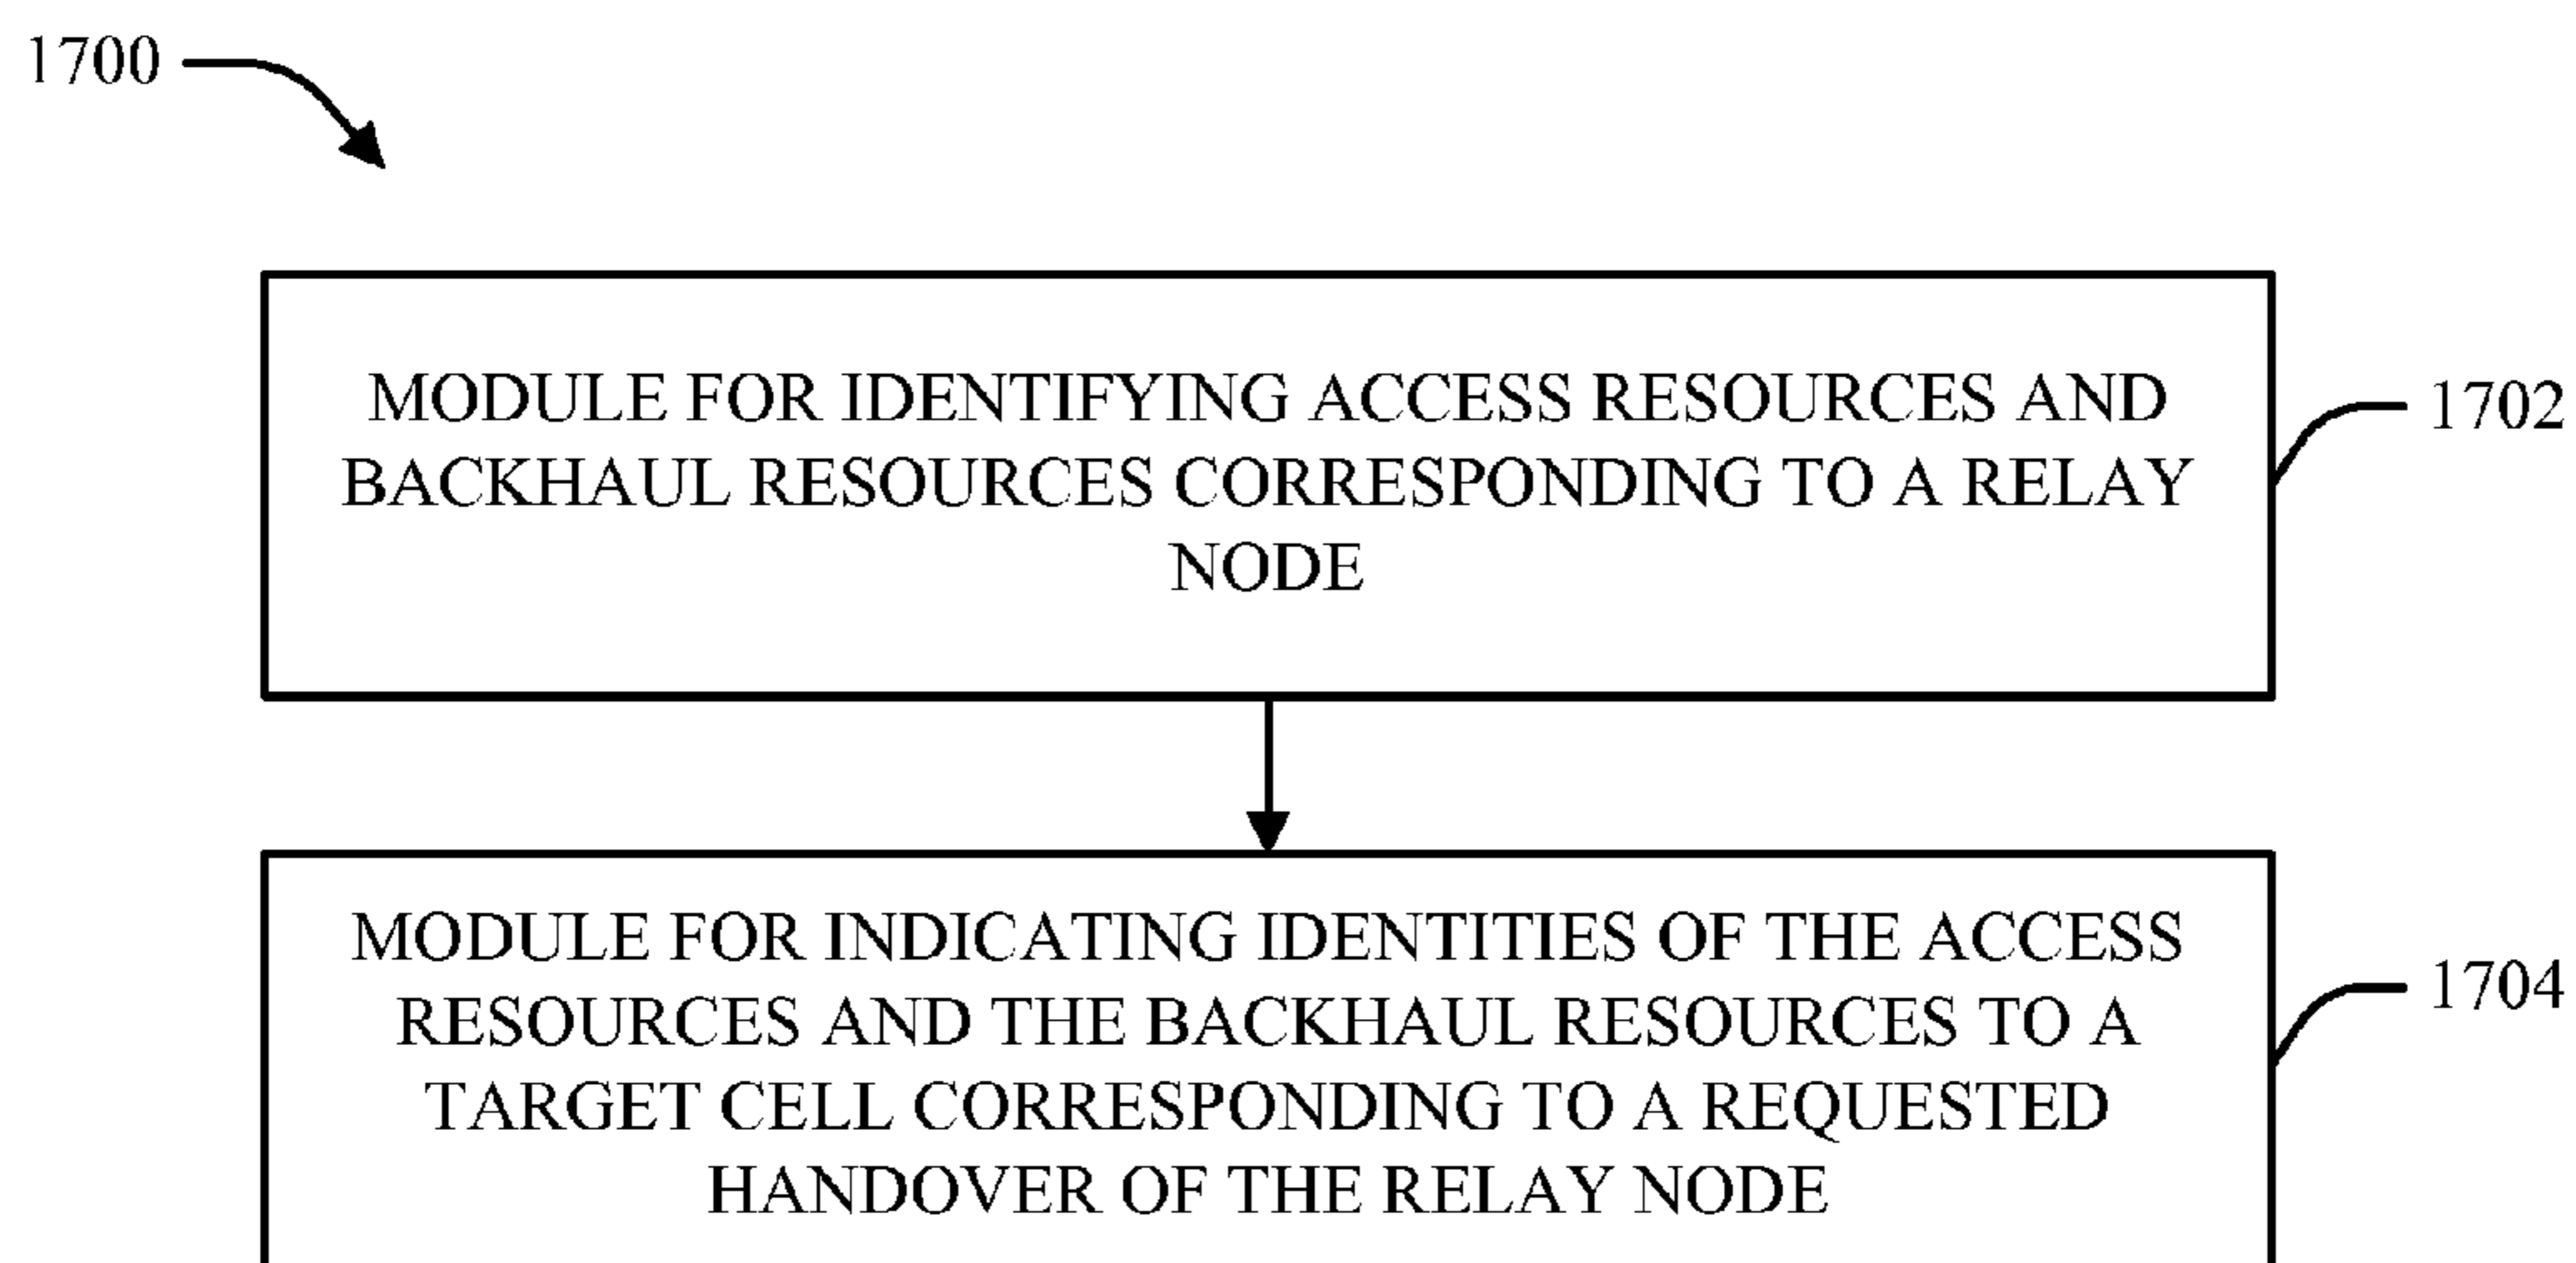 1700
MODULE FOR IDENTIFYING ACCESS RESOURCES AND
BACKHAUL RESOURCES CORRESPONDING TO A RELAY
NODE
1702
MODULE FOR INDICATING IDENTITIES OF THE ACCESS
RESOURCES AND THE BACKHAUL RESOURCES TO A
TARGET CELL CORRESPONDING TO A REQUESTED
HANDOVER OF THE RELAY NODE
1704